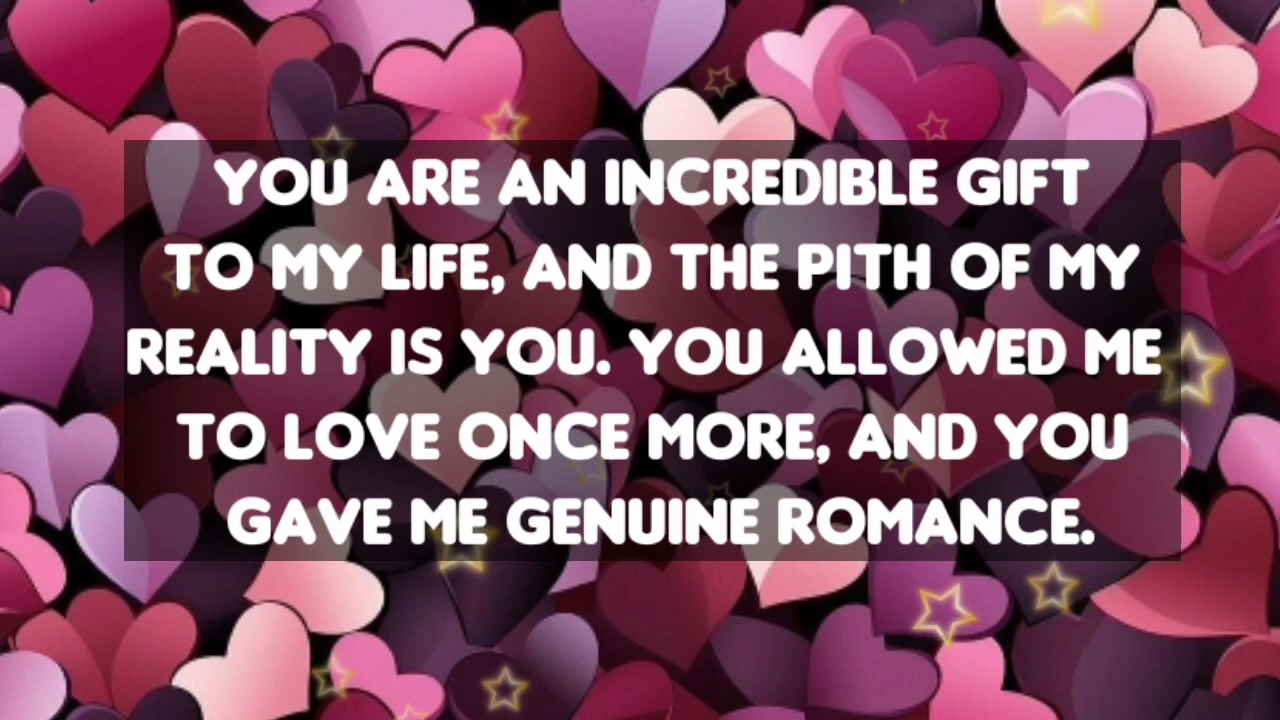 YOU ARE AN INCREDIBLE GIFT
TO MY LIFE, AND THE PITH OF MY
REALITY IS YOU. YOU ALLOWED ME
TO LOVE ONCE MORE, AND YOU
GAVE ME GENUINE ROMANCE.